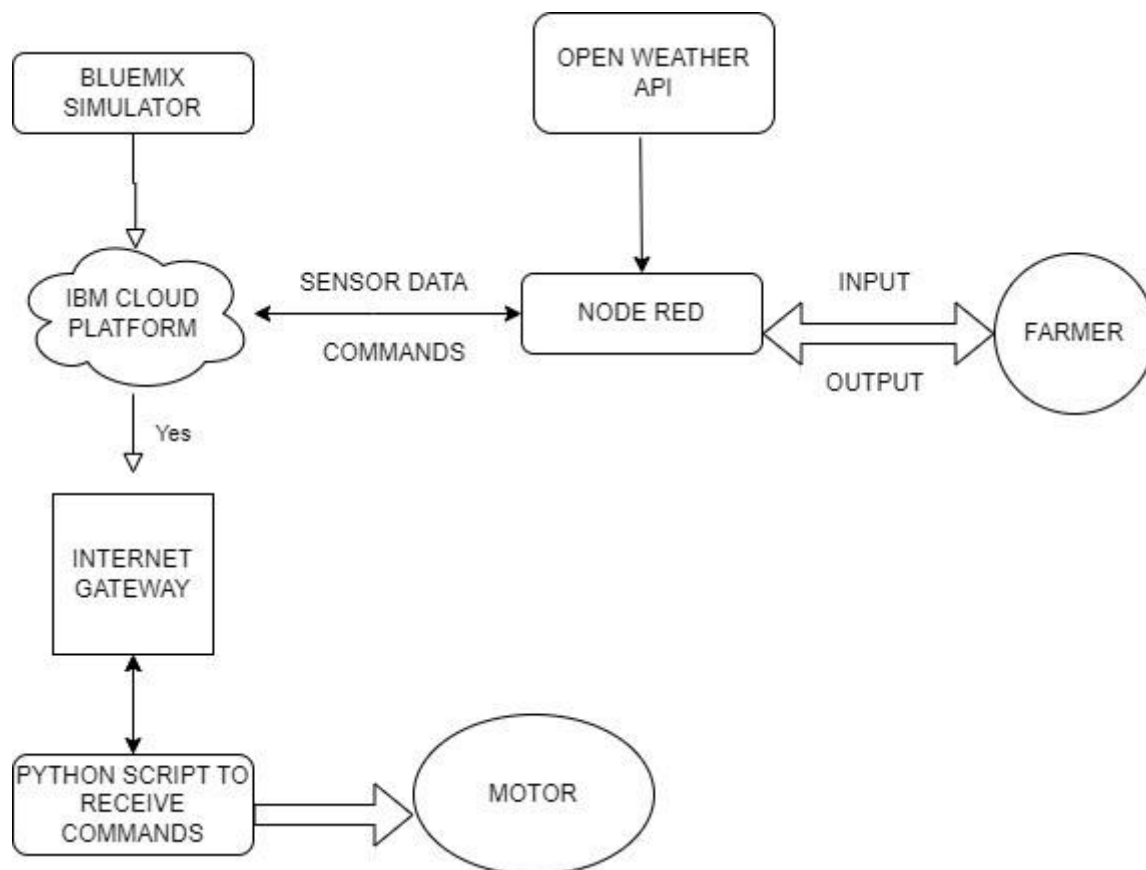 BLUEMIX
SIMULATOR
OPEN WEATHER
API
IBM CLOUD
PLATFORM
SENSOR DATA
COMMANDS
NODE RED
INPUT
OUTPUT
FARMER
Yes
INTERNET
GATEWAY
PYTHON SCRIPT TO
RECEIVE
COMMANDS
MOTOR